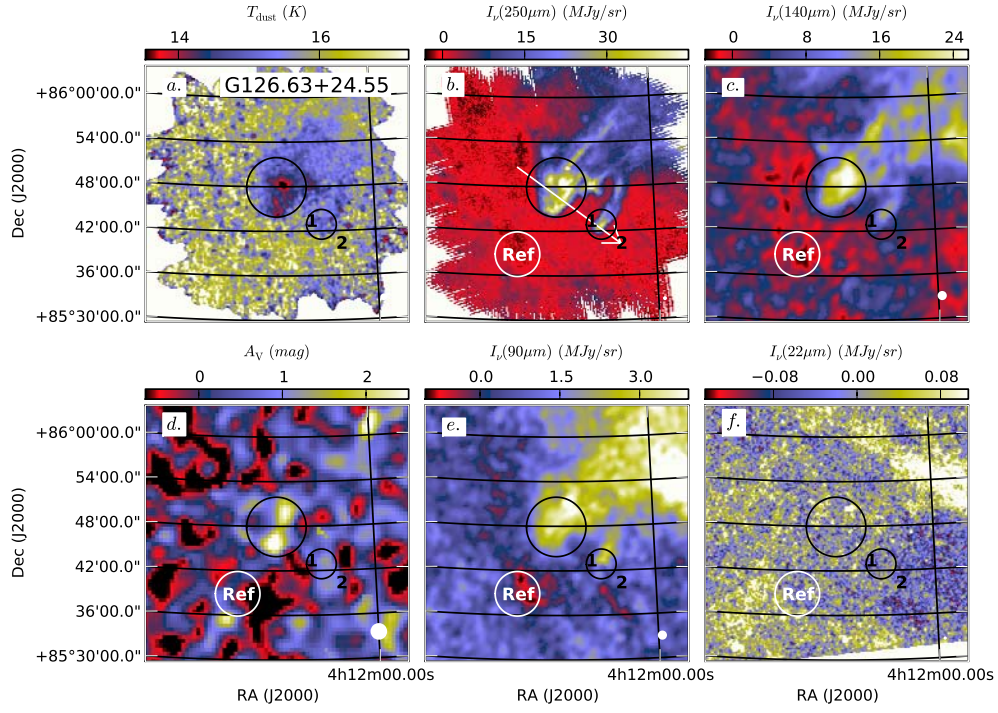 T_dust (K)
14 16
a. G126.63+24.55
+86°00'00.0"
54'00.0"
48'00.0"
42'00.0"
36'00.0"
+85°30'00.0"
Dec (J2000)
1
2
I_ν(250μm) (MJy/sr)
0 15 30
b.
1
2
Ref
I_ν(140μm) (MJy/sr)
0 8 16 24
c.
1
2
Ref
A_V (mag)
0 1 2
d.
+86°00'00.0"
54'00.0"
48'00.0"
42'00.0"
36'00.0"
+85°30'00.0"
Dec (J2000)
1
2
Ref
4h12m00.00s
RA (J2000)
I_ν(90μm) (MJy/sr)
0.0 1.5 3.0
e.
1
2
Ref
4h12m00.00s
RA (J2000)
I_ν(22μm) (MJy/sr)
−0.08 0.00 0.08
f.
1
2
Ref
4h12m00.00s
RA (J2000)